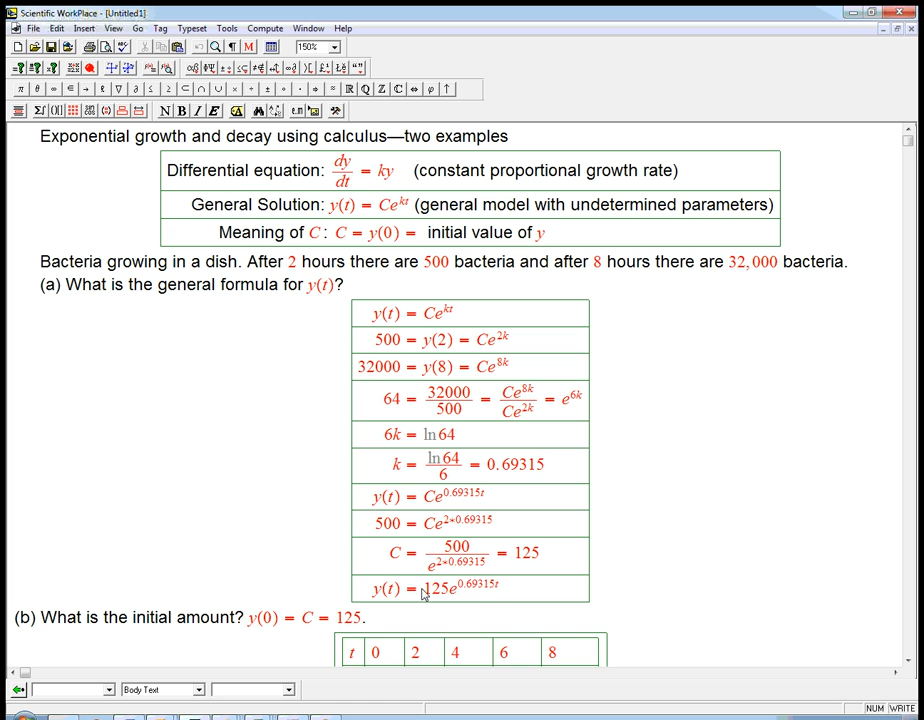 Scientific WorkPlace - [Untitled1]
File Edit Insert View Go Tag Typeset Tools Compute Window Help
150%
Exponential growth and decay using calculus—two examples
Differential equation: dy/dt = ky (constant proportional growth rate)
General Solution: y(t) = Ce^{kt} (general model with undetermined parameters)
Meaning of C: C = y(0) = initial value of y
Bacteria growing in a dish. After 2 hours there are 500 bacteria and after 8 hours there are 32,000 bacteria.
(a) What is the general formula for y(t)?
y(t) = Ce^{kt}
500 = y(2) = Ce^{2k}
32000 = y(8) = Ce^{8k}
64 = 32000/500 = Ce^{8k}/Ce^{2k} = e^{6k}
6k = ln 64
k = ln 64/6 = 0.69315
y(t) = Ce^{0.69315t}
500 = Ce^{2*0.69315}
C = 500/e^{2*0.69315} = 125
y(t) = 125e^{0.69315t}
(b) What is the initial amount? y(0) = C = 125.
t 0 2 4 6 8
Body Text
NUM WRITE